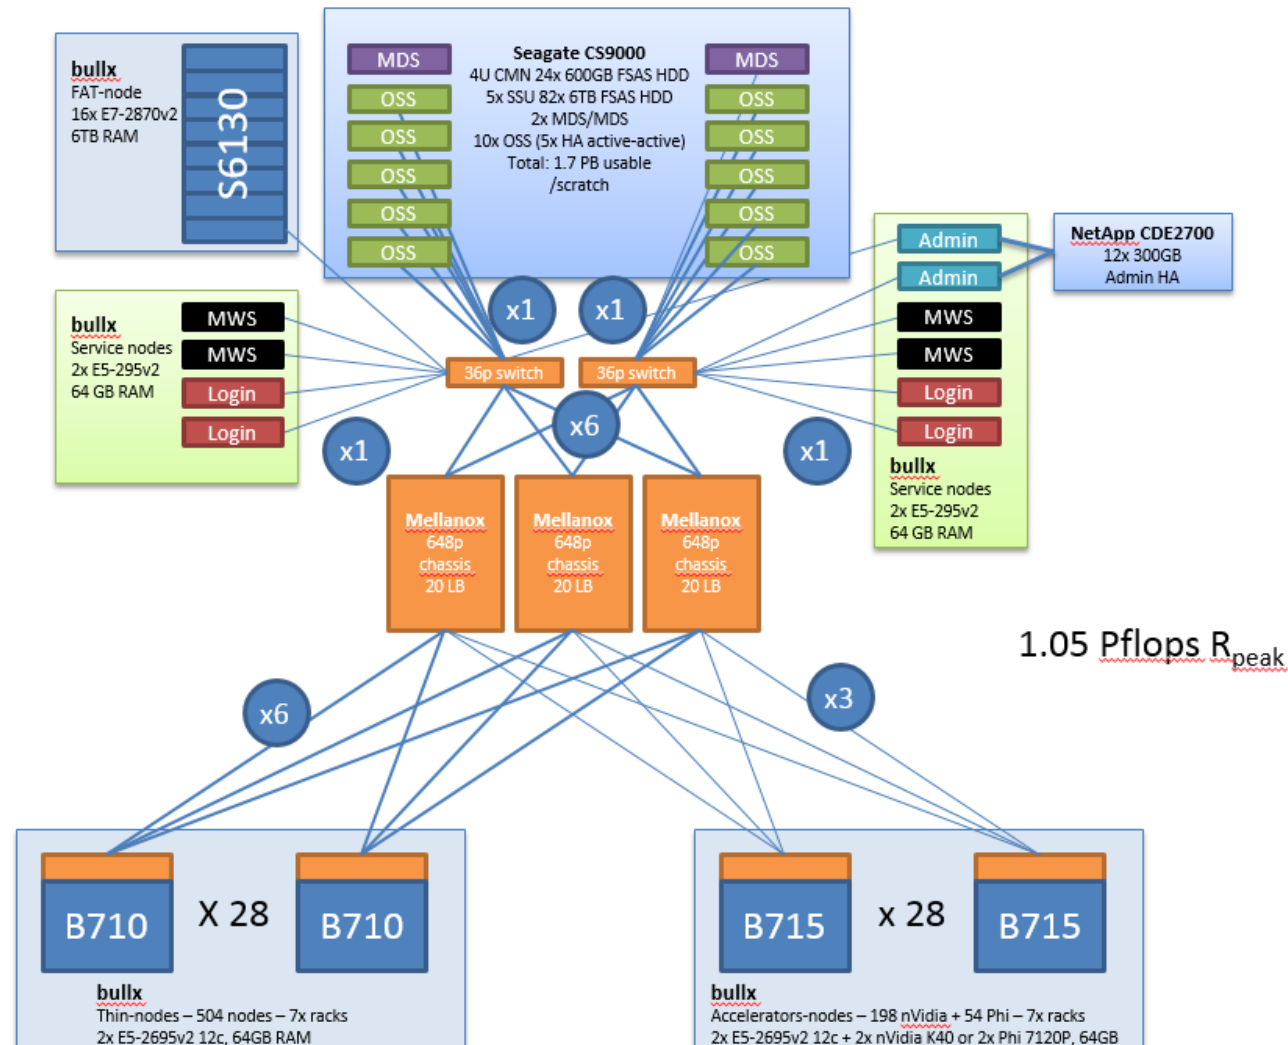 bullx
FAT-node
16x E7-2870v2
6TB RAM
S6130
MDS
OSS
OSS
OSS
OSS
OSS
Seagate CS9000
4U CMN 24x 600GB FSAS HDD
5x SSU 82x 6TB FSAS HDD
2x MDS/MDS
10x OSS (5x HA active-active)
Total: 1.7 PB usable
/scratch
MDS
OSS
OSS
OSS
OSS
OSS
Admin
Admin
MWS
MWS
Login
Login
bullx
Service nodes
2x E5-295v2
64 GB RAM
NetApp CDE2700
12x 300GB
Admin HA
bullx
Service nodes
2x E5-295v2
64 GB RAM
MWS
MWS
Login
Login
x1
x1
36p switch
36p switch
x6
x1
x1
Mellanox
648p
chassis
20 LB
Mellanox
648p
chassis
20 LB
Mellanox
648p
chassis
20 LB
1.05 Pflops Rpeak
x6
x3
B710
X 28
B710
bullx
Thin-nodes – 504 nodes – 7x racks
2x E5-2695v2 12c, 64GB RAM
B715
x 28
B715
bullx
Accelerators-nodes – 198 nVidia + 54 Phi – 7x racks
2x E5-2695v2 12c + 2x nVidia K40 or 2x Phi 7120P, 64GB